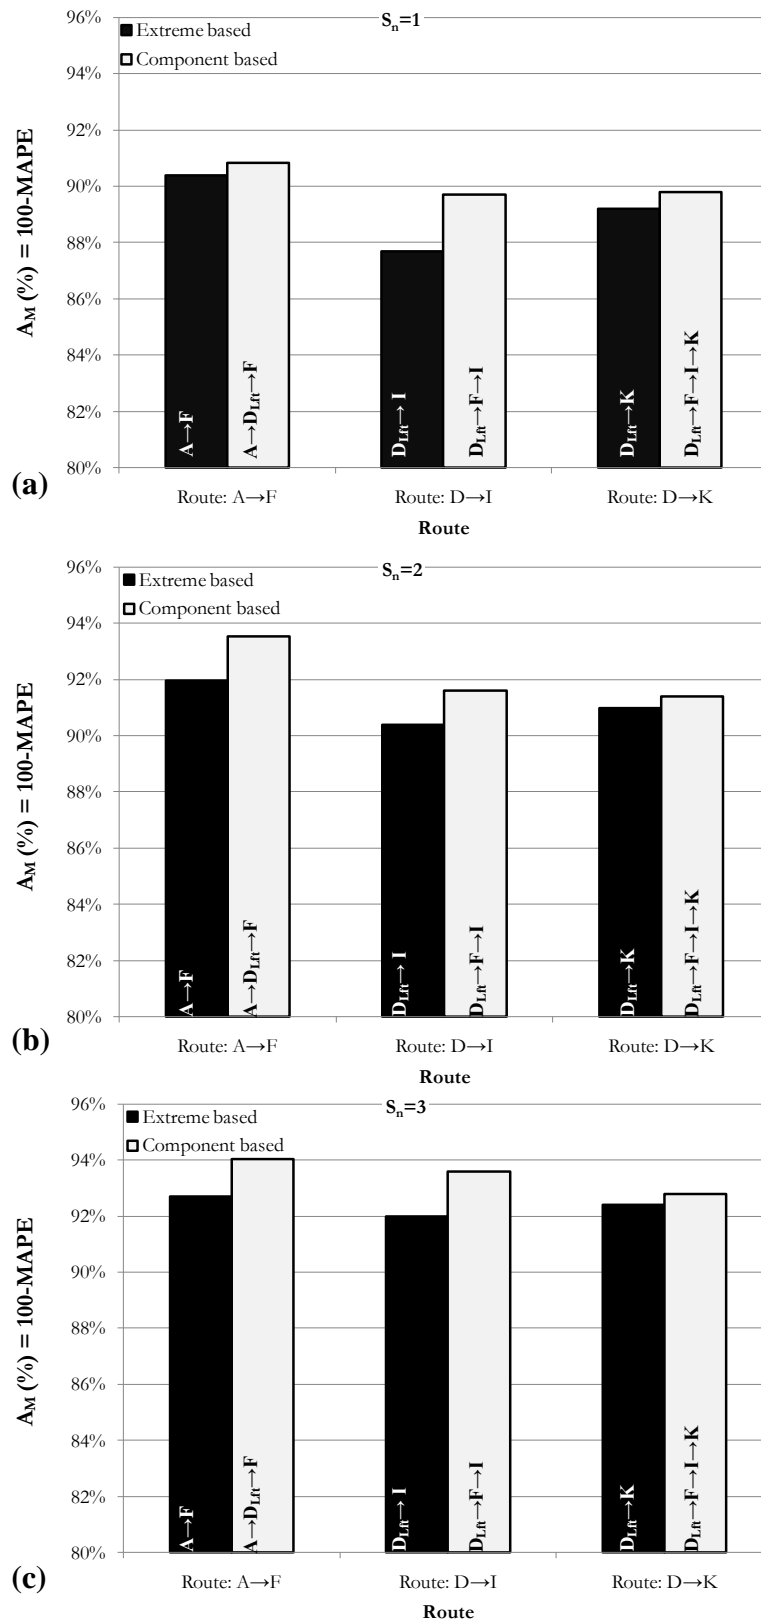 S_n=1
Extreme based
Component based
96%
94%
92%
90%
88%
86%
84%
82%
80%
A_M (%) = 100-MAPE
A→F
A→D_Lft→F
D_Lft→ I
D_Lft→F→I
D_Lft→K
D_Lft→F→I→K
(a)
Route: A→F
Route: D→I
Route: D→K
Route
S_n=2
Extreme based
Component based
96%
94%
92%
90%
88%
86%
84%
82%
80%
A_M (%) = 100-MAPE
A→F
A→D_Lft→F
D_Lft→ I
D_Lft→F→I
D_Lft→K
D_Lft→F→I→K
(b)
Route: A→F
Route: D→I
Route: D→K
Route
S_n=3
Extreme based
Component based
96%
94%
92%
90%
88%
86%
84%
82%
80%
A_M (%) = 100-MAPE
A→F
A→D_Lft→F
D_Lft→ I
D_Lft→F→I
D_Lft→K
D_Lft→F→I→K
(c)
Route: A→F
Route: D→I
Route: D→K
Route